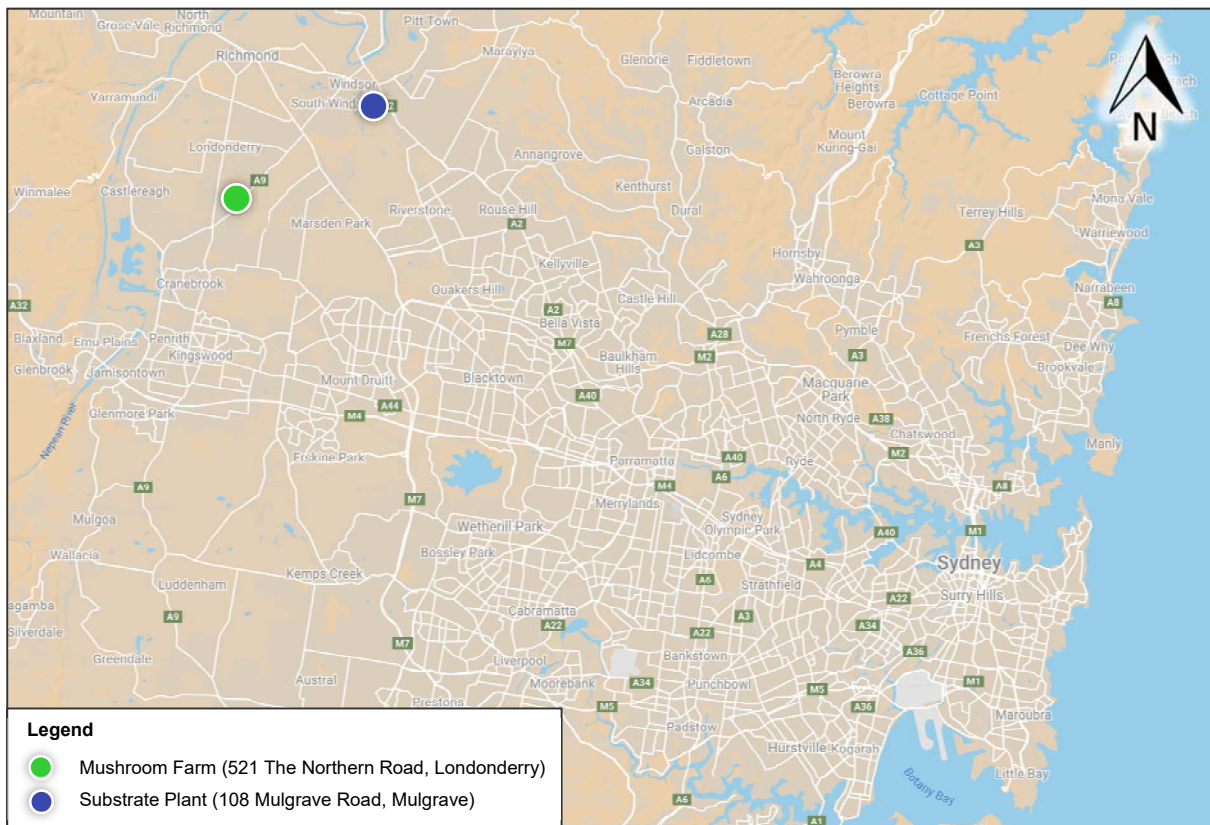 Mountain
North
Richmond
Pitt Town
Grose Vale
Richmond
Maraylya
Glenorie
Fiddletown
Windsor
Berowra
Heights
Yarramundi
South Wind
2
Arcadia
Berowra
Cottage Point
Mount
Kuring-Gai
Londonderry
Annangrove
Galston
N
Winmalee
Castlereagh
A9
Kenthurst
Mona Vale
Marsden Park
Riverstone
Rouse Hill
Dural
Terrey Hills
A2
Warriewood
A3
Kellyville
Hornsby
Wahroonga
Cranebrook
Quakers Hill
Castle Hill
Narrabeen
A32
A2
A8
Bella Vista
Blaxland
Emu Plains
Penrith
M7
A28
Pymble
Frenchs Forest
Kingswood
Baulkham
Hills
M2
A3
Dee Why
Glenbrook
Jamisontown
Mount Druitt
Blacktown
Macquarie
Park
Brookvale
A40
A44
Glenmore Park
M4
North Ryde
A38
Chatswood
Manly
Nepean River
Erskine Park
Parramatta
A40
Ryde
M2
A9
M4
A6
A8
M7
Merrylands
Mulgoa
Wetherill Park
Sydney
Olympic Park
A40
M1
Wallacia
Bossley Park
Lidcombe
A4
Sydney
Luddenham
Kemps Creek
A6
Strathfield
Surry Hills
agamba
A9
Cabramatta
A3
A22
Silverdale
A22
A22
A34
M7
Greendale
Liverpool
Bankstown
A36
Austral
Moorebank
A34
Punchbowl
M5
M1
Prestons
M5
A36
Maroubra
Padstow
Hurstville
Kogarah
Little Bay
Botany Bay
A6
A1
Legend
Mushroom Farm (521 The Northern Road, Londonderry)
Substrate Plant (108 Mulgrave Road, Mulgrave)